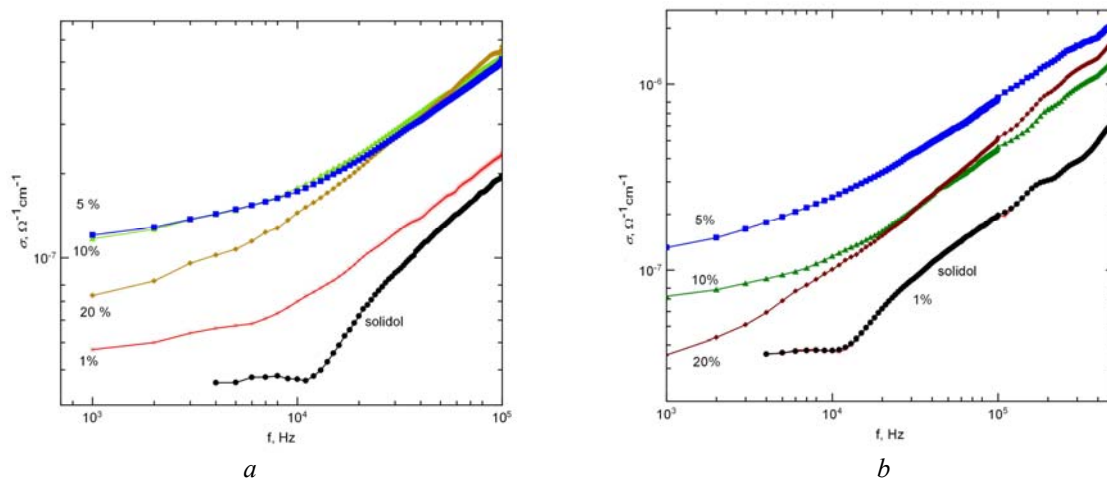 σ, Ω⁻¹cm⁻¹
10⁻⁷
5 %
10%
20 %
1%
solidol
10³
10⁴
10⁵
f, Hz
a
σ, Ω⁻¹cm⁻¹
10⁻⁶
10⁻⁷
5%
10%
20%
solidol
1%
10³
10⁴
10⁵
f, Hz
b